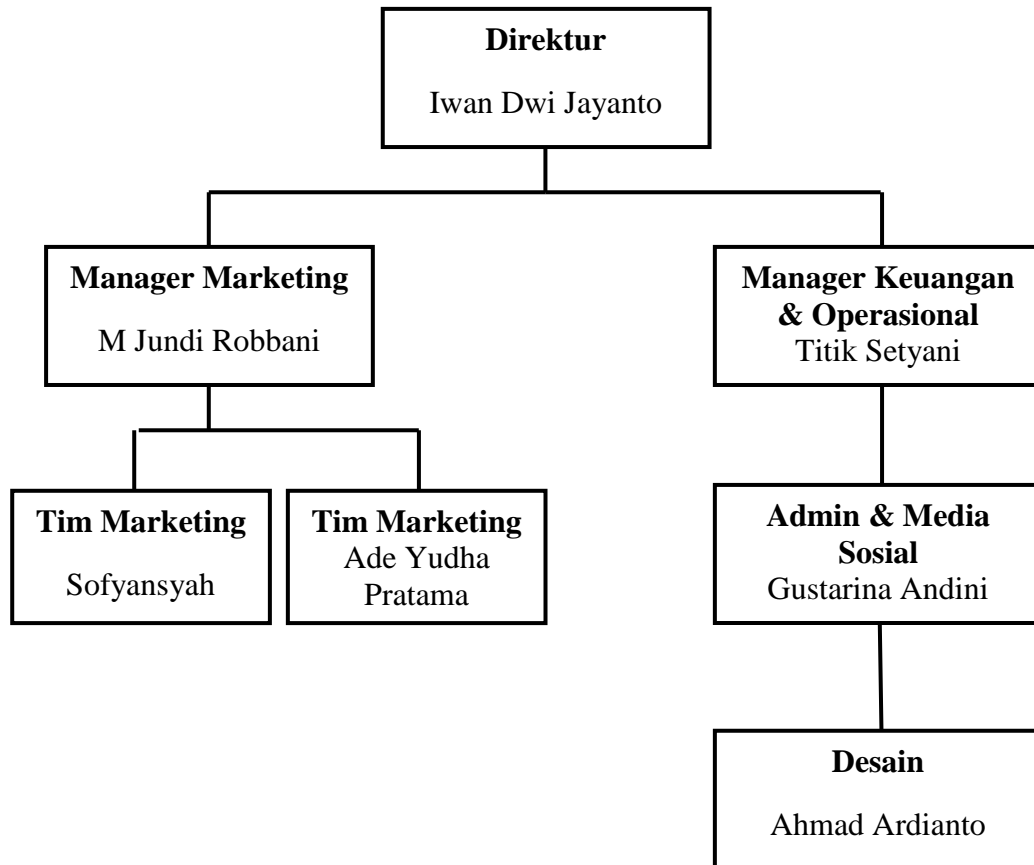 Direktur
Iwan Dwi Jayanto
Manager Marketing
M Jundi Robbani
Manager Keuangan
& Operasional
Titik Setyani
Tim Marketing
Sofyansyah
Tim Marketing
Ade Yudha
Pratama
Admin & Media
Sosial
Gustarina Andini
Desain
Ahmad Ardianto